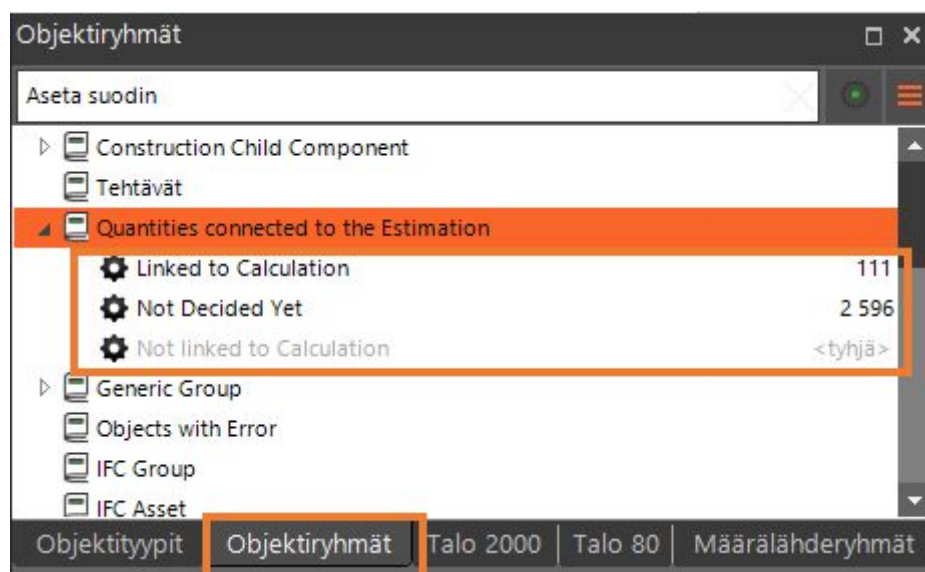 Objektiryhmät
Aseta suodin
Construction Child Component
Tehtävät
Quantities connected to the Estimation
Linked to Calculation 111
Not Decided Yet 2 596
Not linked to Calculation <tyhjä>
Generic Group
Objects with Error
IFC Group
IFC Asset
Objektityypit Objektiryhmät Talo 2000 Talo 80 Määrälähderyhmät